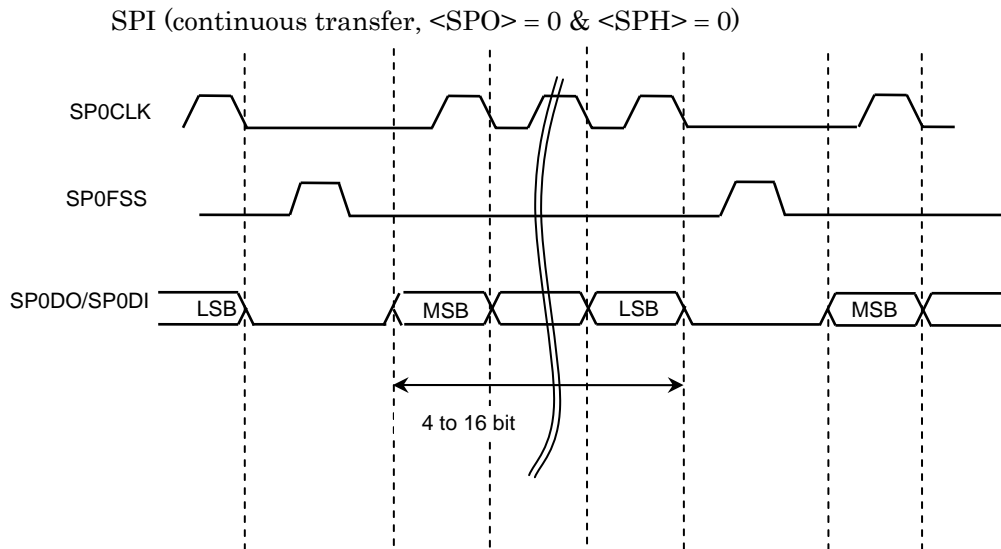 SPI (continuous transfer, <SPO> = 0 & <SPH> = 0)
SP0CLK
SP0FSS
SP0DO/SP0DI
LSB
MSB
LSB
MSB
4 to 16 bit